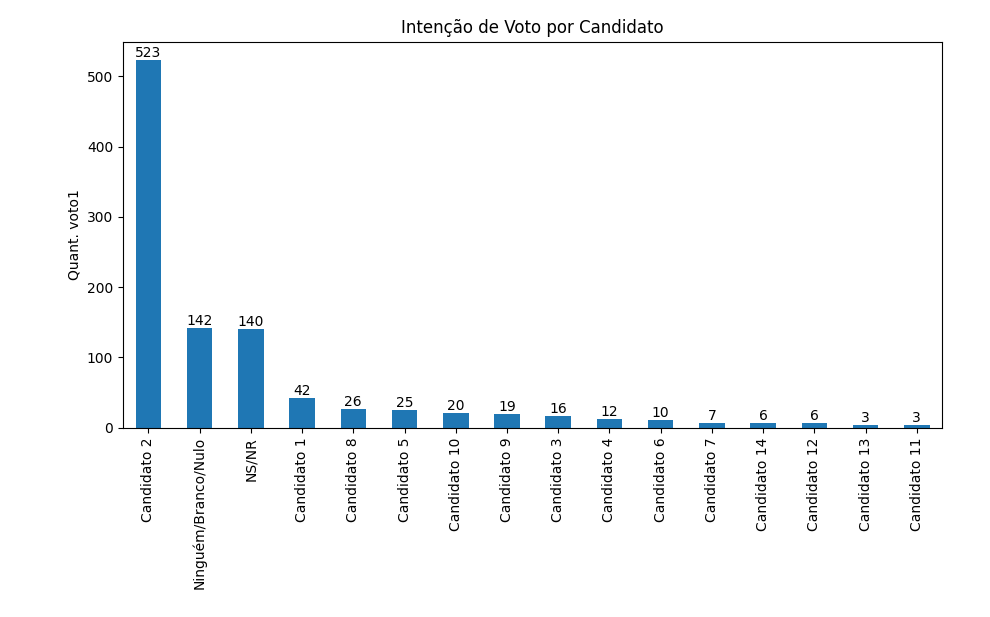 Intenção de Voto por Candidato
Quant. voto1
500
400
300
200
100
0
523
142
140
42
26
25
20
19
16
12
10
7
6
6
3
3
Candidato 2
Ninguém/Branco/Nulo
NS/NR
Candidato 1
Candidato 8
Candidato 5
Candidato 10
Candidato 9
Candidato 3
Candidato 4
Candidato 6
Candidato 7
Candidato 14
Candidato 12
Candidato 13
Candidato 11